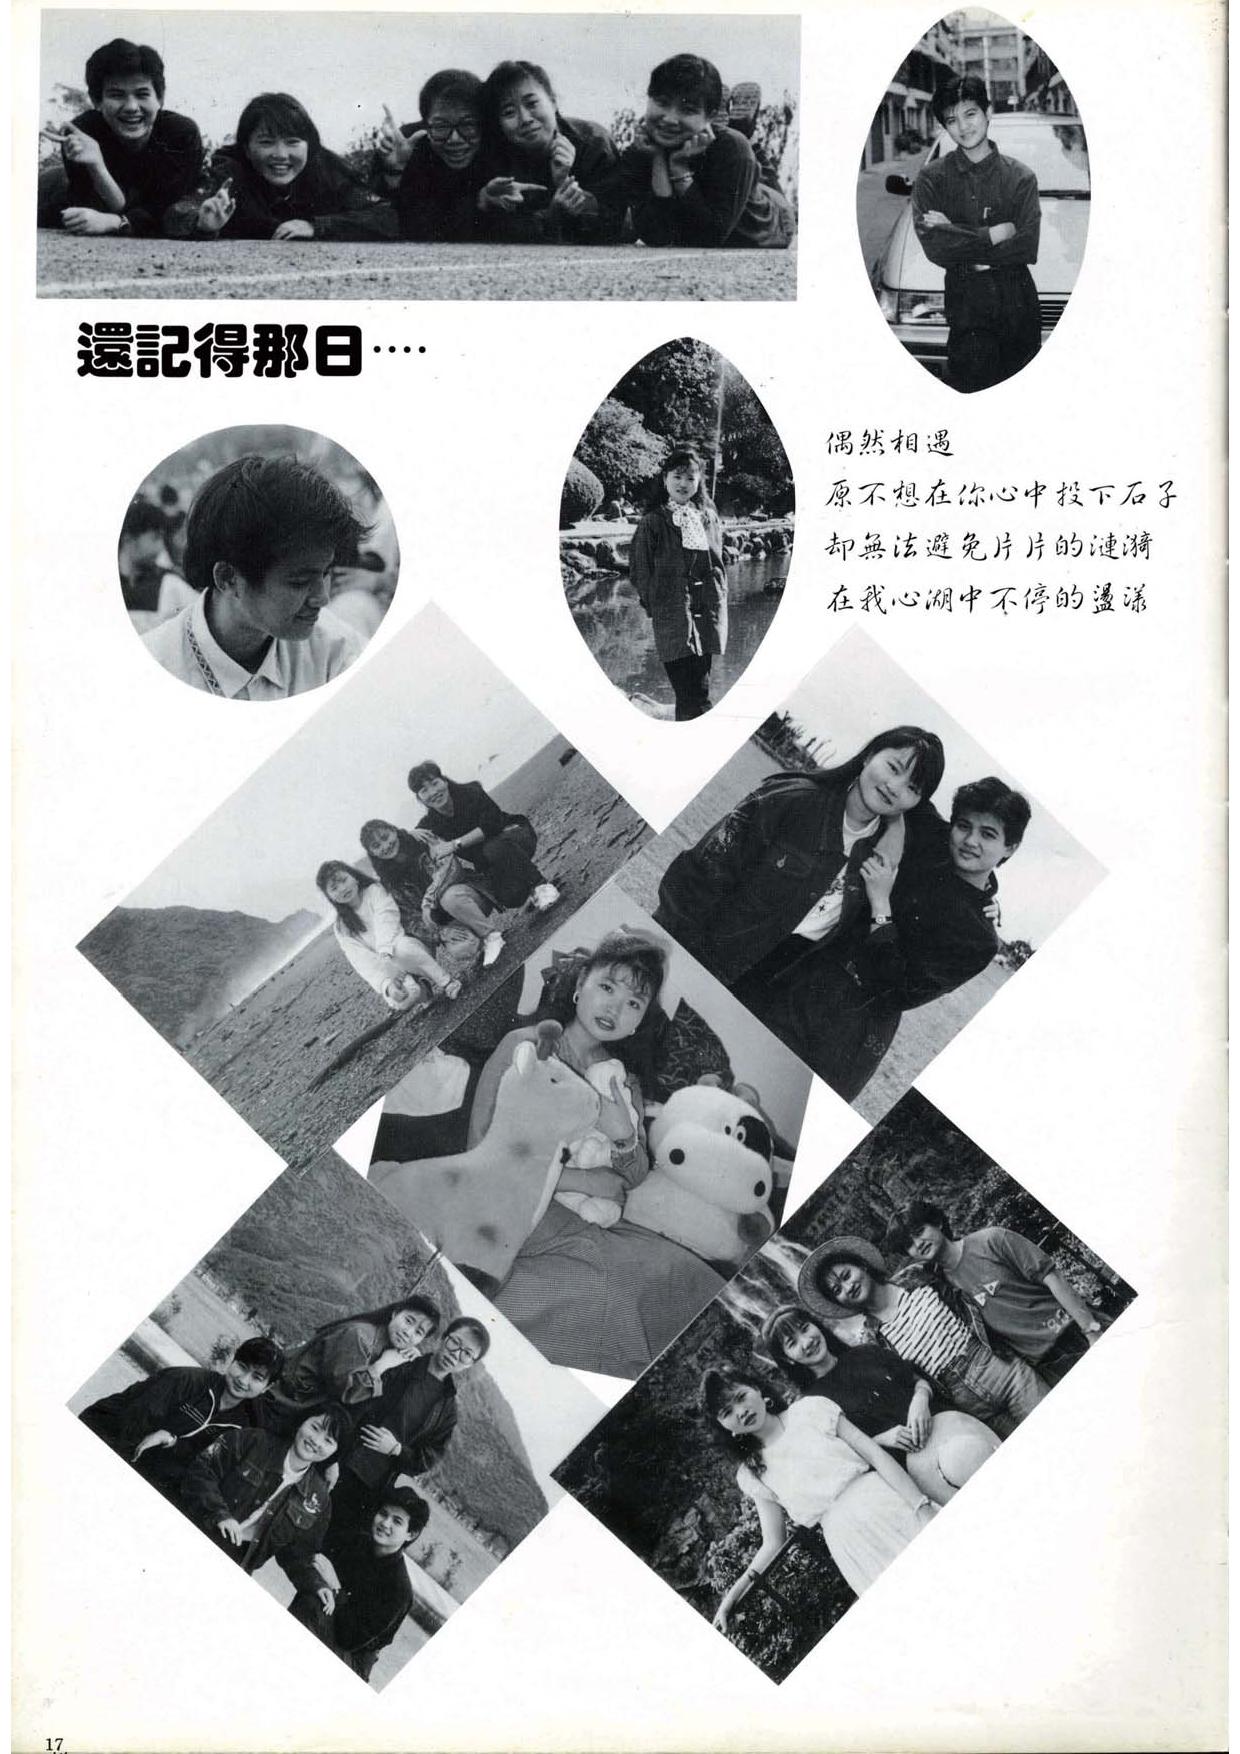 還記得那日····
偶然相遇
原不想在你心中投下石子
却無法避免片片的漣漪
在我心湖中不停的盪漾
17